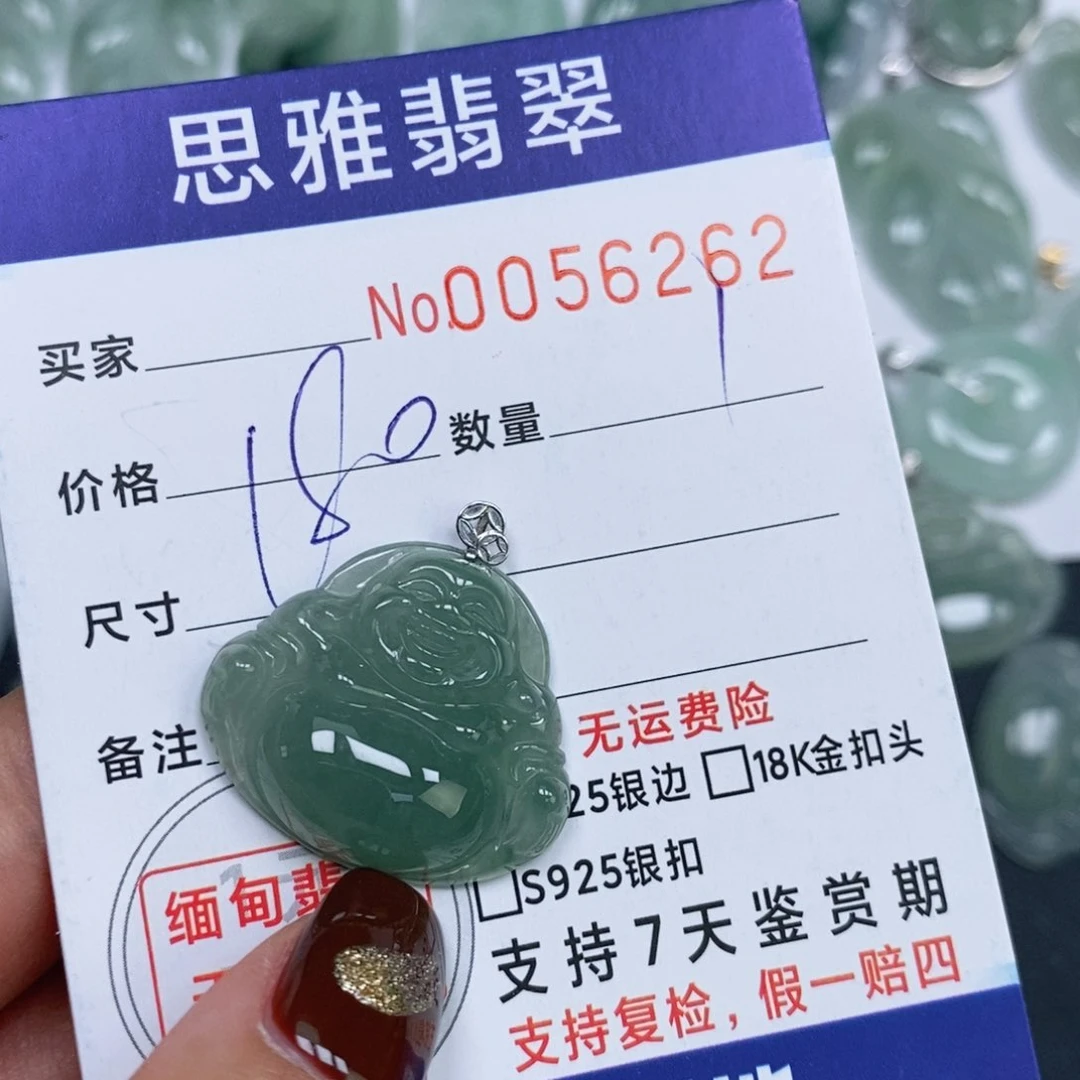 思雅翡翠
No.0056262
买家
价格 180 数量 1
尺寸
备注
无运费险
25银边 □18K金扣头
□S925银扣
缅甸翡
支持7天鉴赏期
支持复检，假一赔四